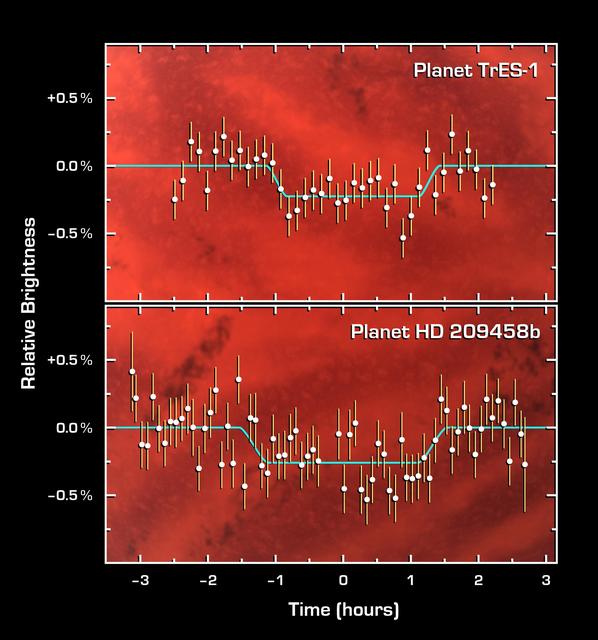 Planet TrES-1
+0.5%
0.0%
−0.5%
Relative Brightness
Planet HD 209458b
+0.5%
0.0%
−0.5%
−3 −2 −1 0 1 2 3
Time (hours)